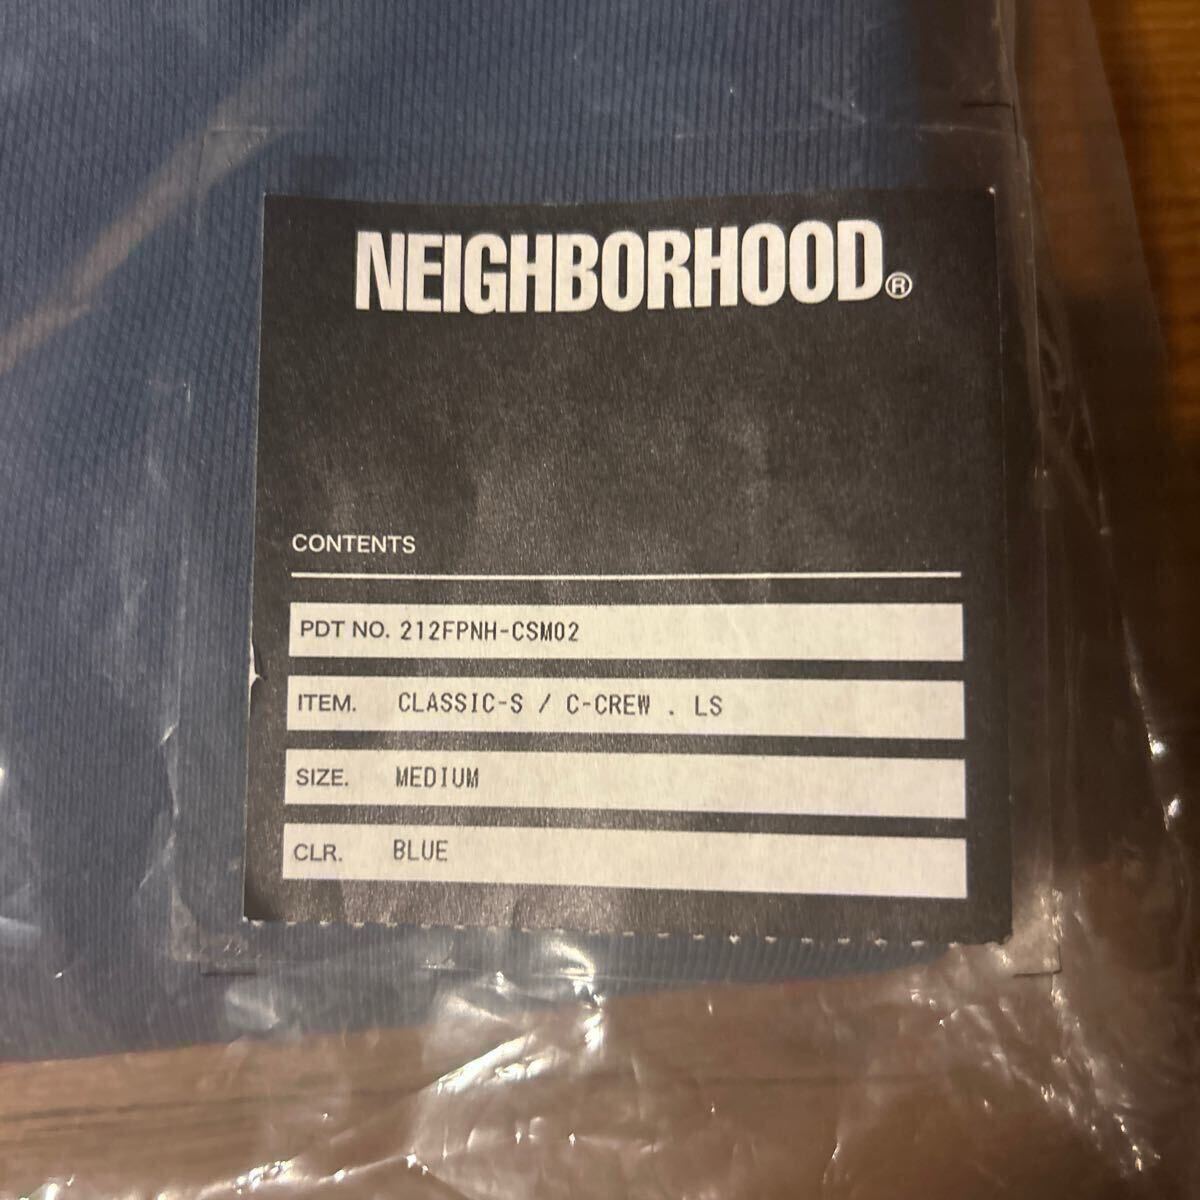 NEIGHBORHOOD®
CONTENTS
PDT NO. 212FPNH-CSM02
ITEM. CLASSIC-S / C-CREW . LS
SIZE. MEDIUM
CLR. BLUE